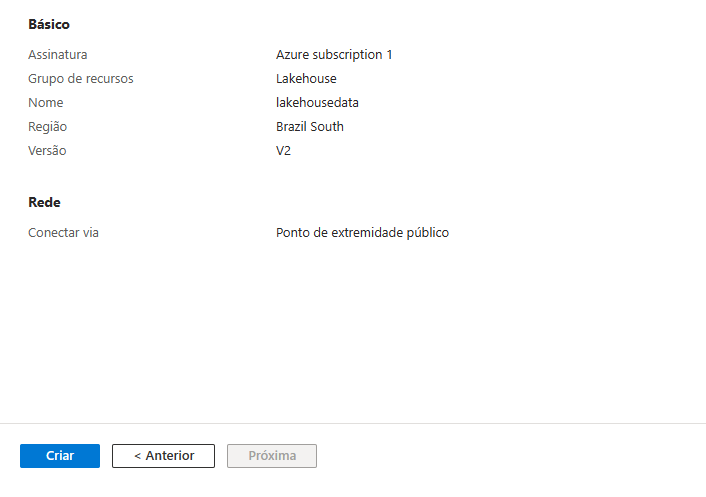 Básico
Assinatura Azure subscription 1
Grupo de recursos Lakehouse
Nome lakehousedata
Região Brazil South
Versão V2
Rede
Conectar via Ponto de extremidade público
Criar < Anterior Próxima